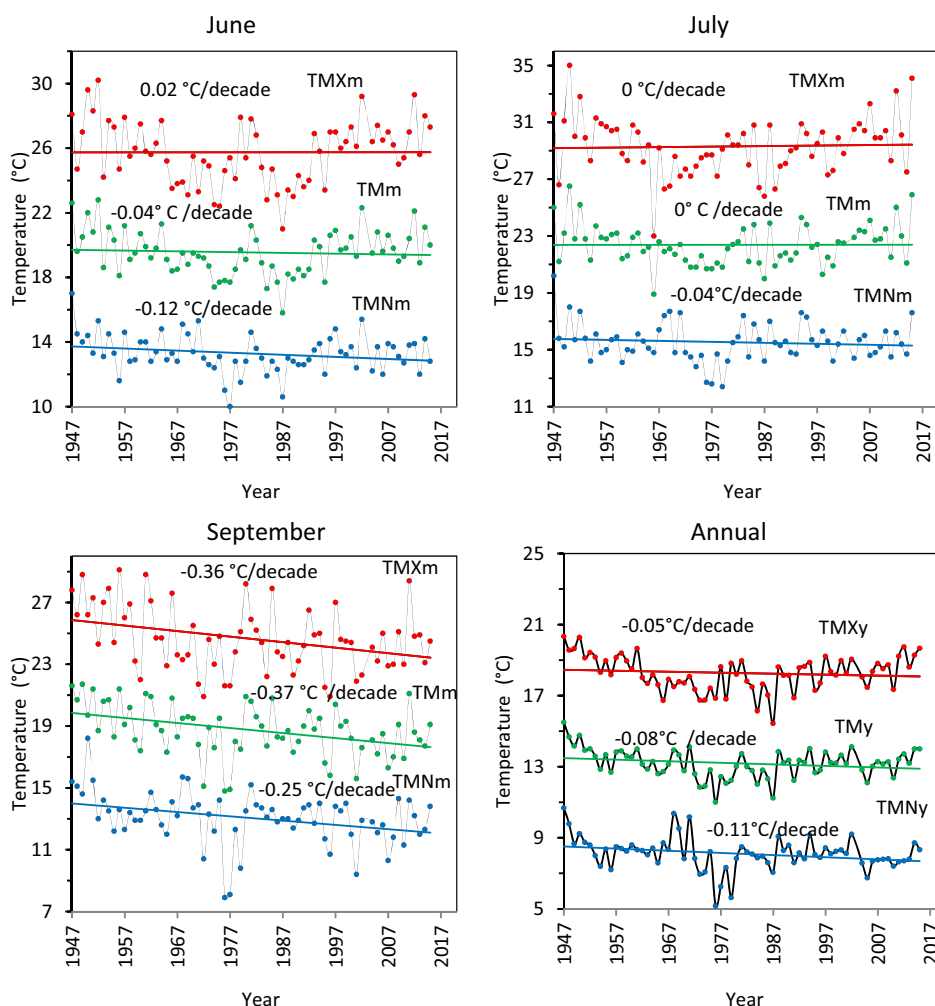 June
30
26
22
18
14
10
Temperature (°C)
0.02 °C/decade
TMXm
TMm
-0.04° C /decade
-0.12 °C/decade
TMNm
1947
1957
1967
1977
1987
1997
2007
2017
Year
July
35
31
27
23
19
15
11
Temperature (°C)
0 °C/decade
TMXm
TMm
0° C /decade
-0.04°C/decade
TMNm
1947
1957
1967
1977
1987
1997
2007
2017
Year
September
27
23
19
15
11
7
Temperature (°C)
-0.36 °C/decade
TMXm
-0.37 °C /decade
TMm
TMNm
-0.25 °C/decade
1947
1957
1967
1977
1987
1997
2007
2017
Year
Annual
25
21
17
13
9
5
Temperature (°C)
-0.05°C/decade
TMXy
-0.08°C /decade
TMy
TMNy
-0.11°C/decade
1947
1957
1967
1977
1987
1997
2007
2017
Year